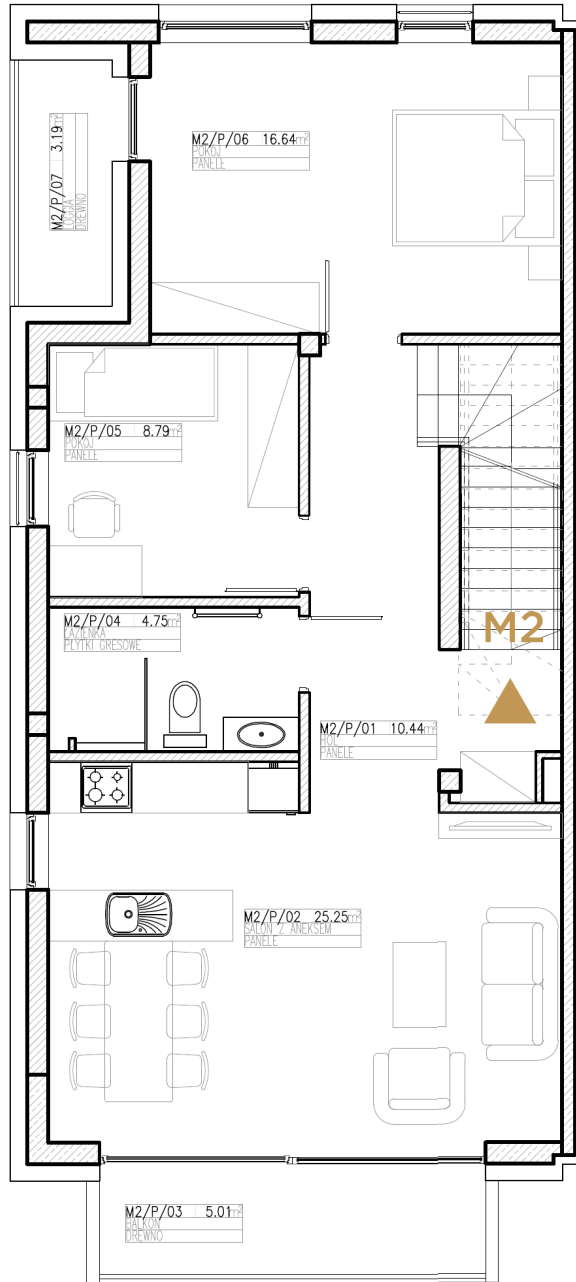 M2/P/06 16.64m²
POKÓJ
PANELE
M2/P/07 3.19m²
LOGGIA
DREWNO
M2/P/05 8.79m²
POKÓJ
PANELE
M2/P/04 4.75m²
ŁAZIENKA
PŁYTKI GRESOWE
M2
M2/P/01 10.44m²
HOL
PANELE
M2/P/02 25.25m²
SALON Z ANEKSEM
PANELE
M2/P/03 5.01m²
BALKON
DREWNO